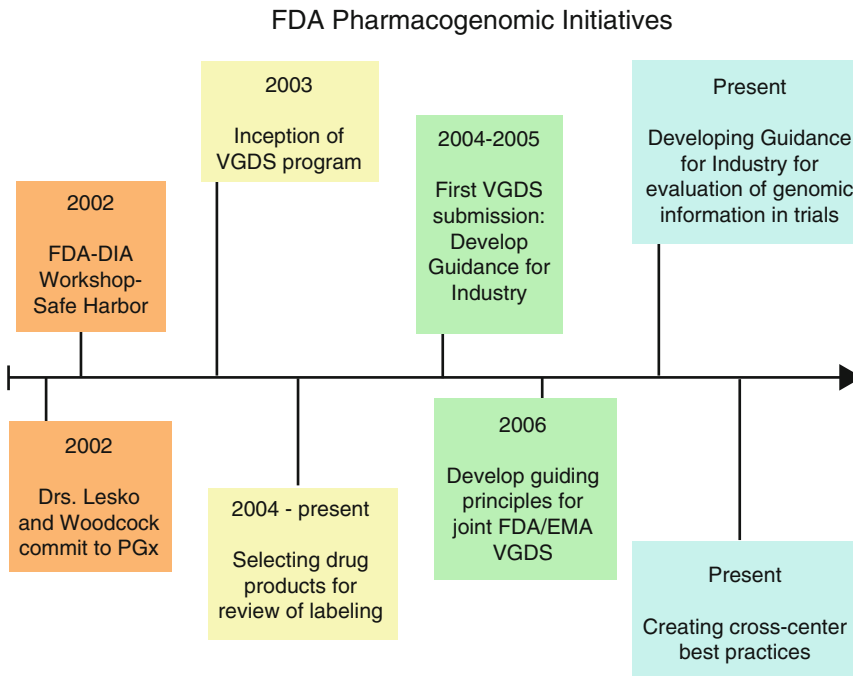 FDA Pharmacogenomic Initiatives
2002
FDA-DIA
Workshop-
Safe Harbor
2003
Inception of
VGDS program
2004-2005
First VGDS
submission:
Develop
Guidance for
Industry
Present
Developing Guidance
for Industry for
evaluation of genomic
information in trials
2002
Drs. Lesko
and Woodcock
commit to PGx
2004 - present
Selecting drug
products for
review of labeling
2006
Develop guiding
principles for
joint FDA/EMA
VGDS
Present
Creating cross-center
best practices